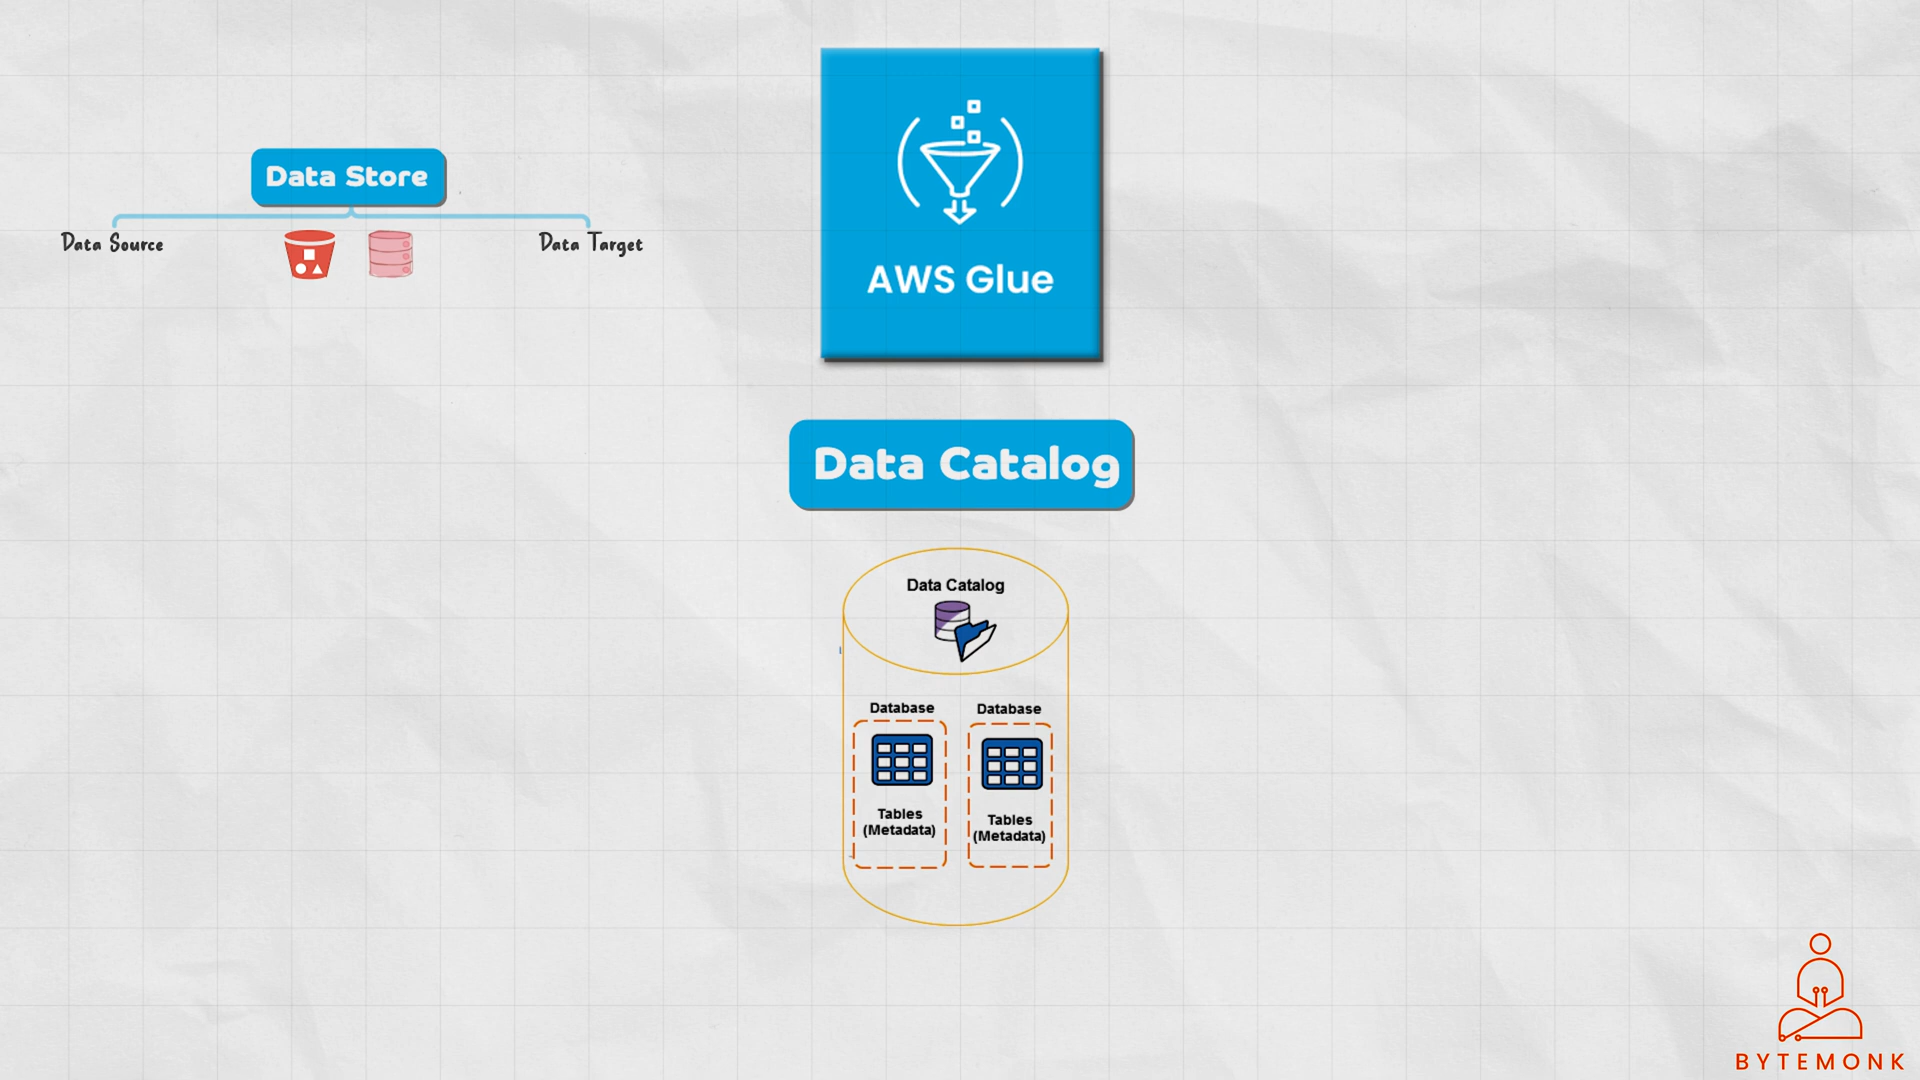 Data Store
Data Source
Data Target
AWS Glue
Data Catalog
Data Catalog
Database
Database
Tables
(Metadata)
Tables
(Metadata)
BYTEMONK